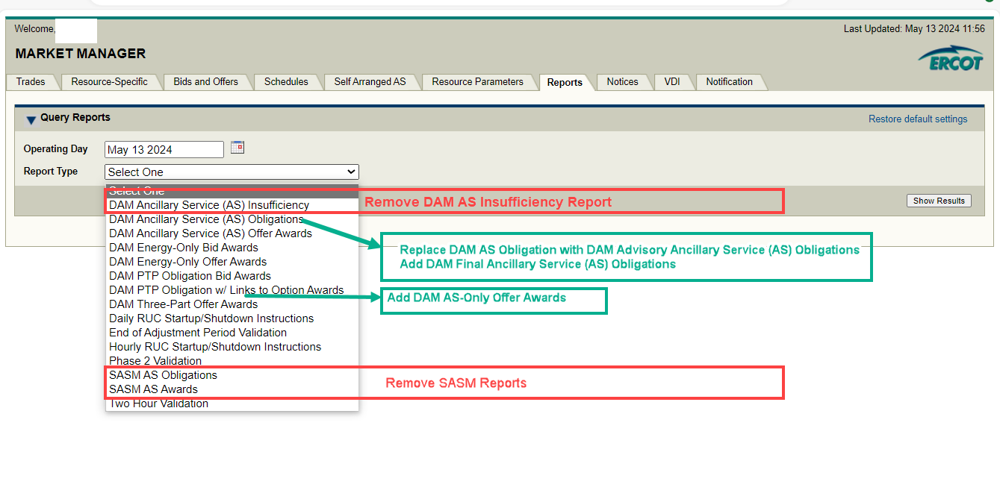 Welcome,
Last Updated: May 13 2024 11:56
MARKET MANAGER
ERCOT
Trades Resource-Specific Bids and Offers Schedules Self Arranged AS Resource Parameters Reports Notices VDI Notification
Query Reports
Restore default settings
Operating Day May 13 2024
Report Type Select One
Select One
DAM Ancillary Service (AS) Insufficiency
Remove DAM AS Insufficiency Report
Show Results
DAM Ancillary Service (AS) Obligations
DAM Ancillary Service (AS) Offer Awards
DAM Energy-Only Bid Awards
Replace DAM AS Obligation with DAM Advisory Ancillary Service (AS) Obligations
DAM Energy-Only Offer Awards
Add DAM Final Ancillary Service (AS) Obligations
DAM PTP Obligation Bid Awards
DAM PTP Obligation w/ Links to Option Awards
Add DAM AS-Only Offer Awards
DAM Three-Part Offer Awards
Daily RUC Startup/Shutdown Instructions
End of Adjustment Period Validation
Hourly RUC Startup/Shutdown Instructions
Phase 2 Validation
SASM AS Obligations
Remove SASM Reports
SASM AS Awards
Two Hour Validation